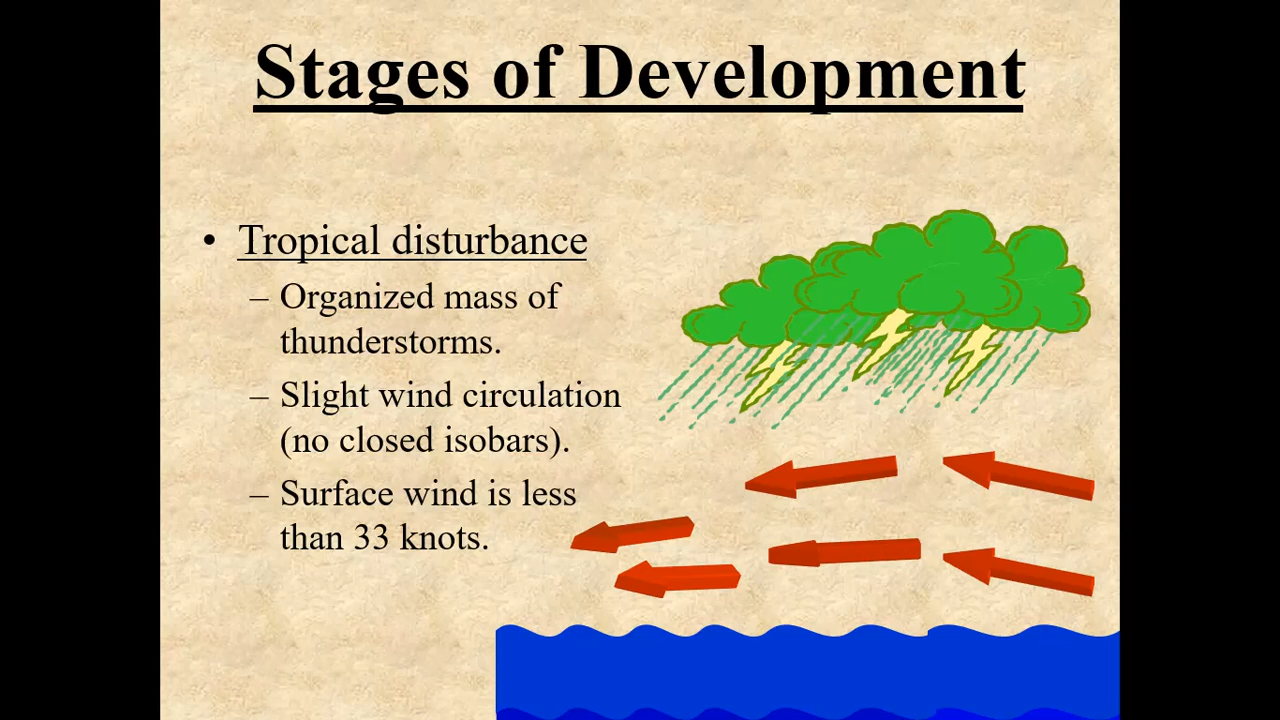 Stages of Development
• Tropical disturbance
– Organized mass of
thunderstorms.
– Slight wind circulation
(no closed isobars).
– Surface wind is less
than 33 knots.